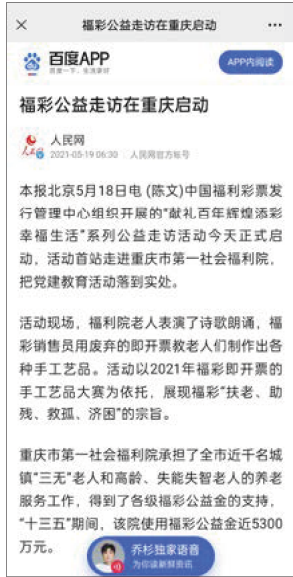 福彩公益走访在重庆启动
百度APP
百度一下,生活更好
APP内阅读
福彩公益走访在重庆启动
人民网
2021-05-19 06:30 人民网官方帐号
本报北京5月18日电 (陈文)中国福利彩票发
行管理中心组织开展的“献礼百年辉煌添彩
幸福生活”系列公益走访活动今天正式启
动，活动首站走进重庆市第一社会福利院，
把党建教育活动落到实处。
活动现场，福利院老人表演了诗歌朗诵，福
彩销售员用废弃的即开票教老人们制作出各
种手工艺品。活动以2021年福彩即开票的
手工艺品大赛为依托，展现福彩“扶老、助
残、救孤、济困”的宗旨。
重庆市第一社会福利院承担了全市近千名城
镇“三无”老人和高龄、失能失智老人的养老
服务工作，得到了各级福彩公益金的支持，
“十三五”期间，该院使用福彩公益金近5300
万元。
乔杉独家语音
为你读新鲜资讯